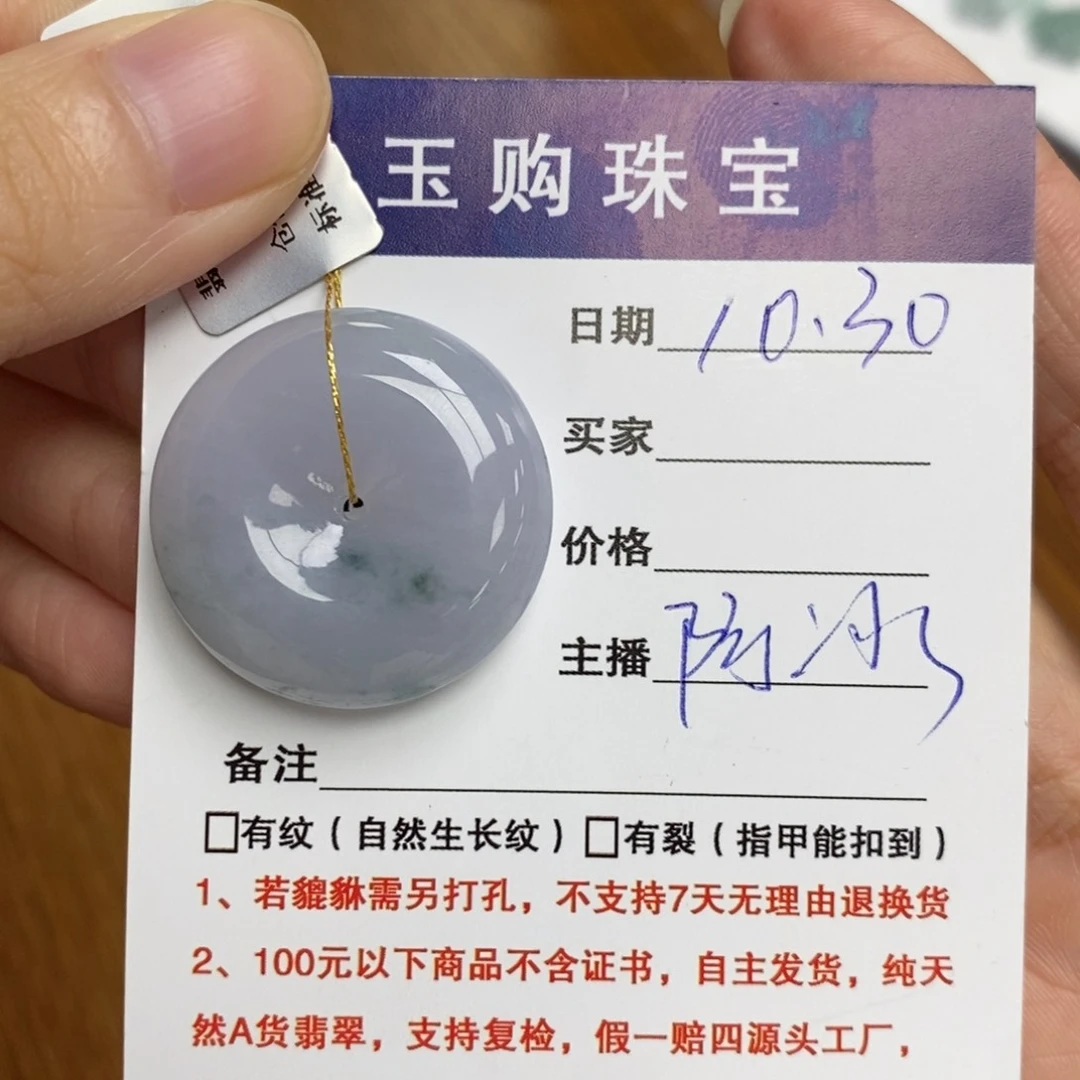 玉购珠宝
标准
日期 10.30
买家
价格
主播 陶冰
备注
□有纹（自然生长纹）□有裂（指甲能扣到）
1、若貔貅需另打孔，不支持7天无理由退换货
2、100元以下商品不含证书，自主发货，纯天
然A货翡翠，支持复检，假一赔四源头工厂，